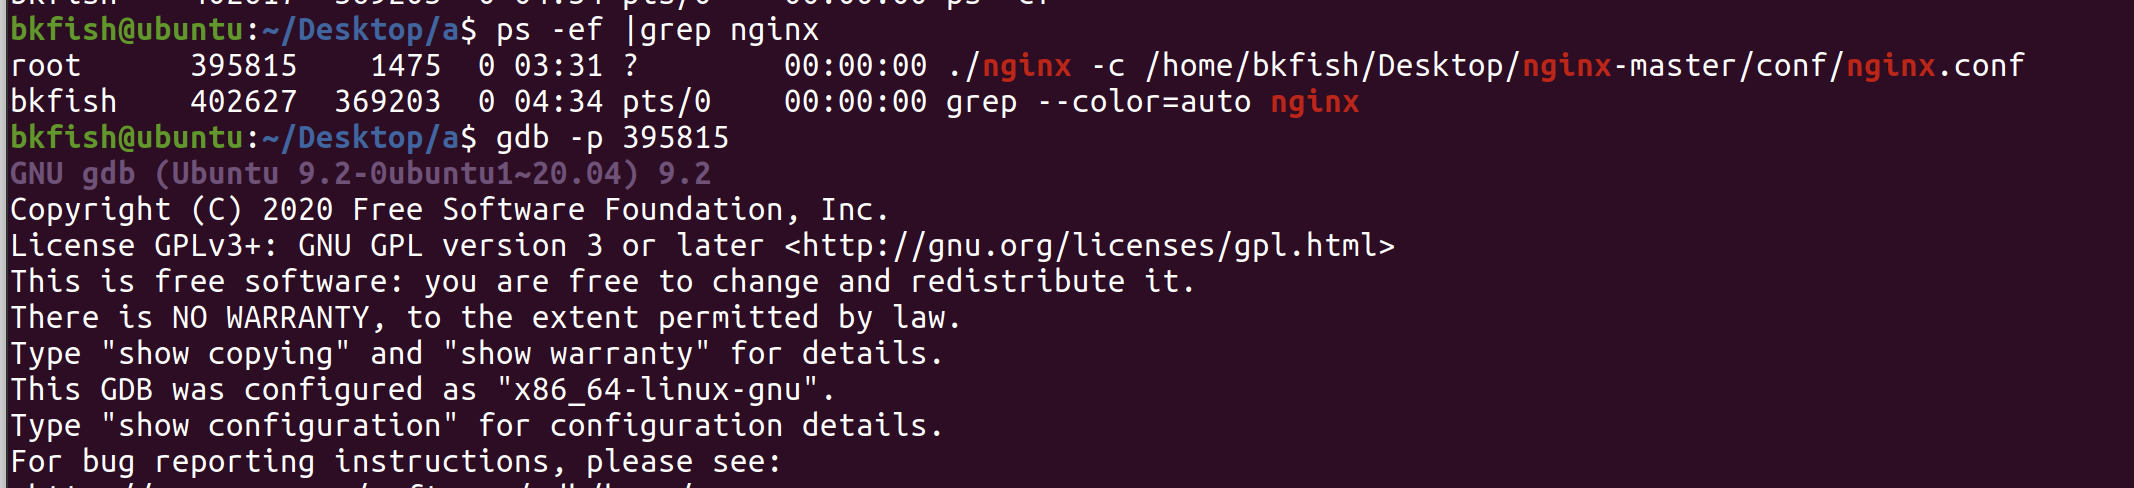 bkfish@ubuntu:~/Desktop/a$ ps -ef |grep nginx
root      395815    1475  0 03:31 ?        00:00:00 ./nginx -c /home/bkfish/Desktop/nginx-master/conf/nginx.conf
bkfish    402627  369203  0 04:34 pts/0    00:00:00 grep --color=auto nginx
bkfish@ubuntu:~/Desktop/a$ gdb -p 395815
GNU gdb (Ubuntu 9.2-0ubuntu1~20.04) 9.2
Copyright (C) 2020 Free Software Foundation, Inc.
License GPLv3+: GNU GPL version 3 or later <http://gnu.org/licenses/gpl.html>
This is free software: you are free to change and redistribute it.
There is NO WARRANTY, to the extent permitted by law.
Type "show copying" and "show warranty" for details.
This GDB was configured as "x86_64-linux-gnu".
Type "show configuration" for configuration details.
For bug reporting instructions, please see: